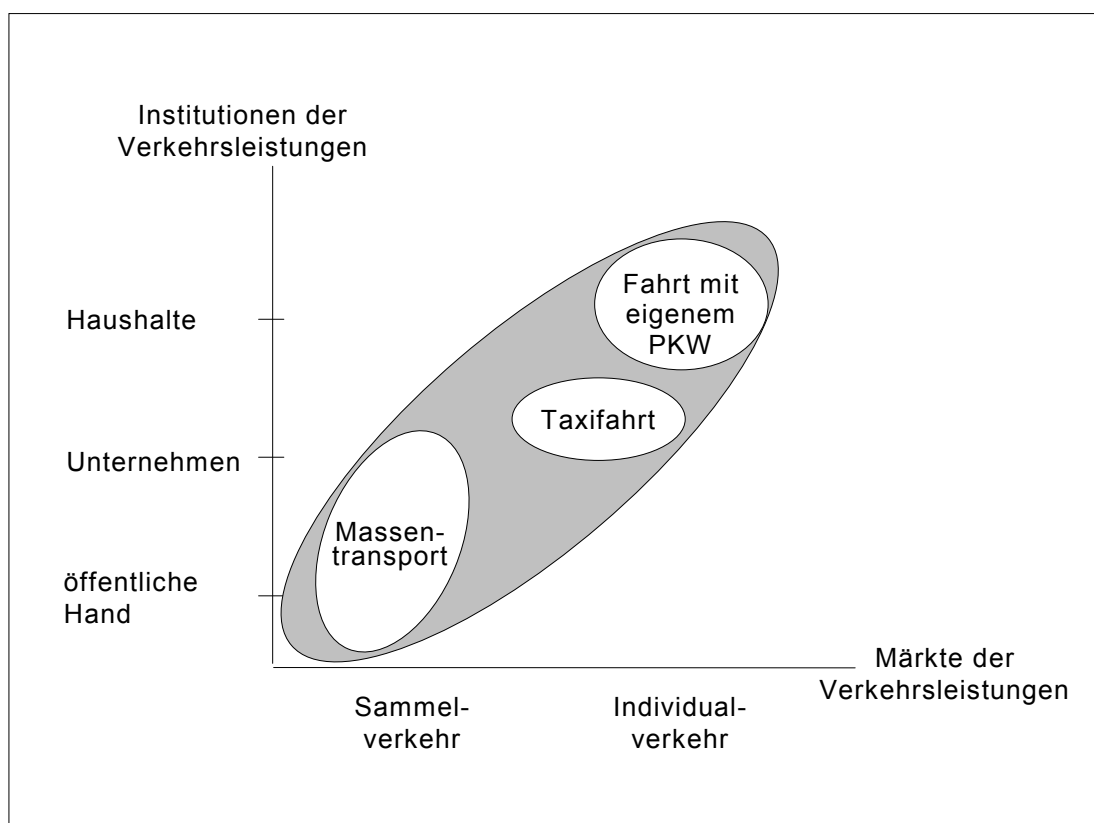 Institutionen der
Verkehrsleistungen
Haushalte
Fahrt mit
eigenem
PKW
Taxifahrt
Unternehmen
Massen-
transport
öffentliche
Hand
Märkte der
Verkehrsleistungen
Sammel-
verkehr
Individual-
verkehr